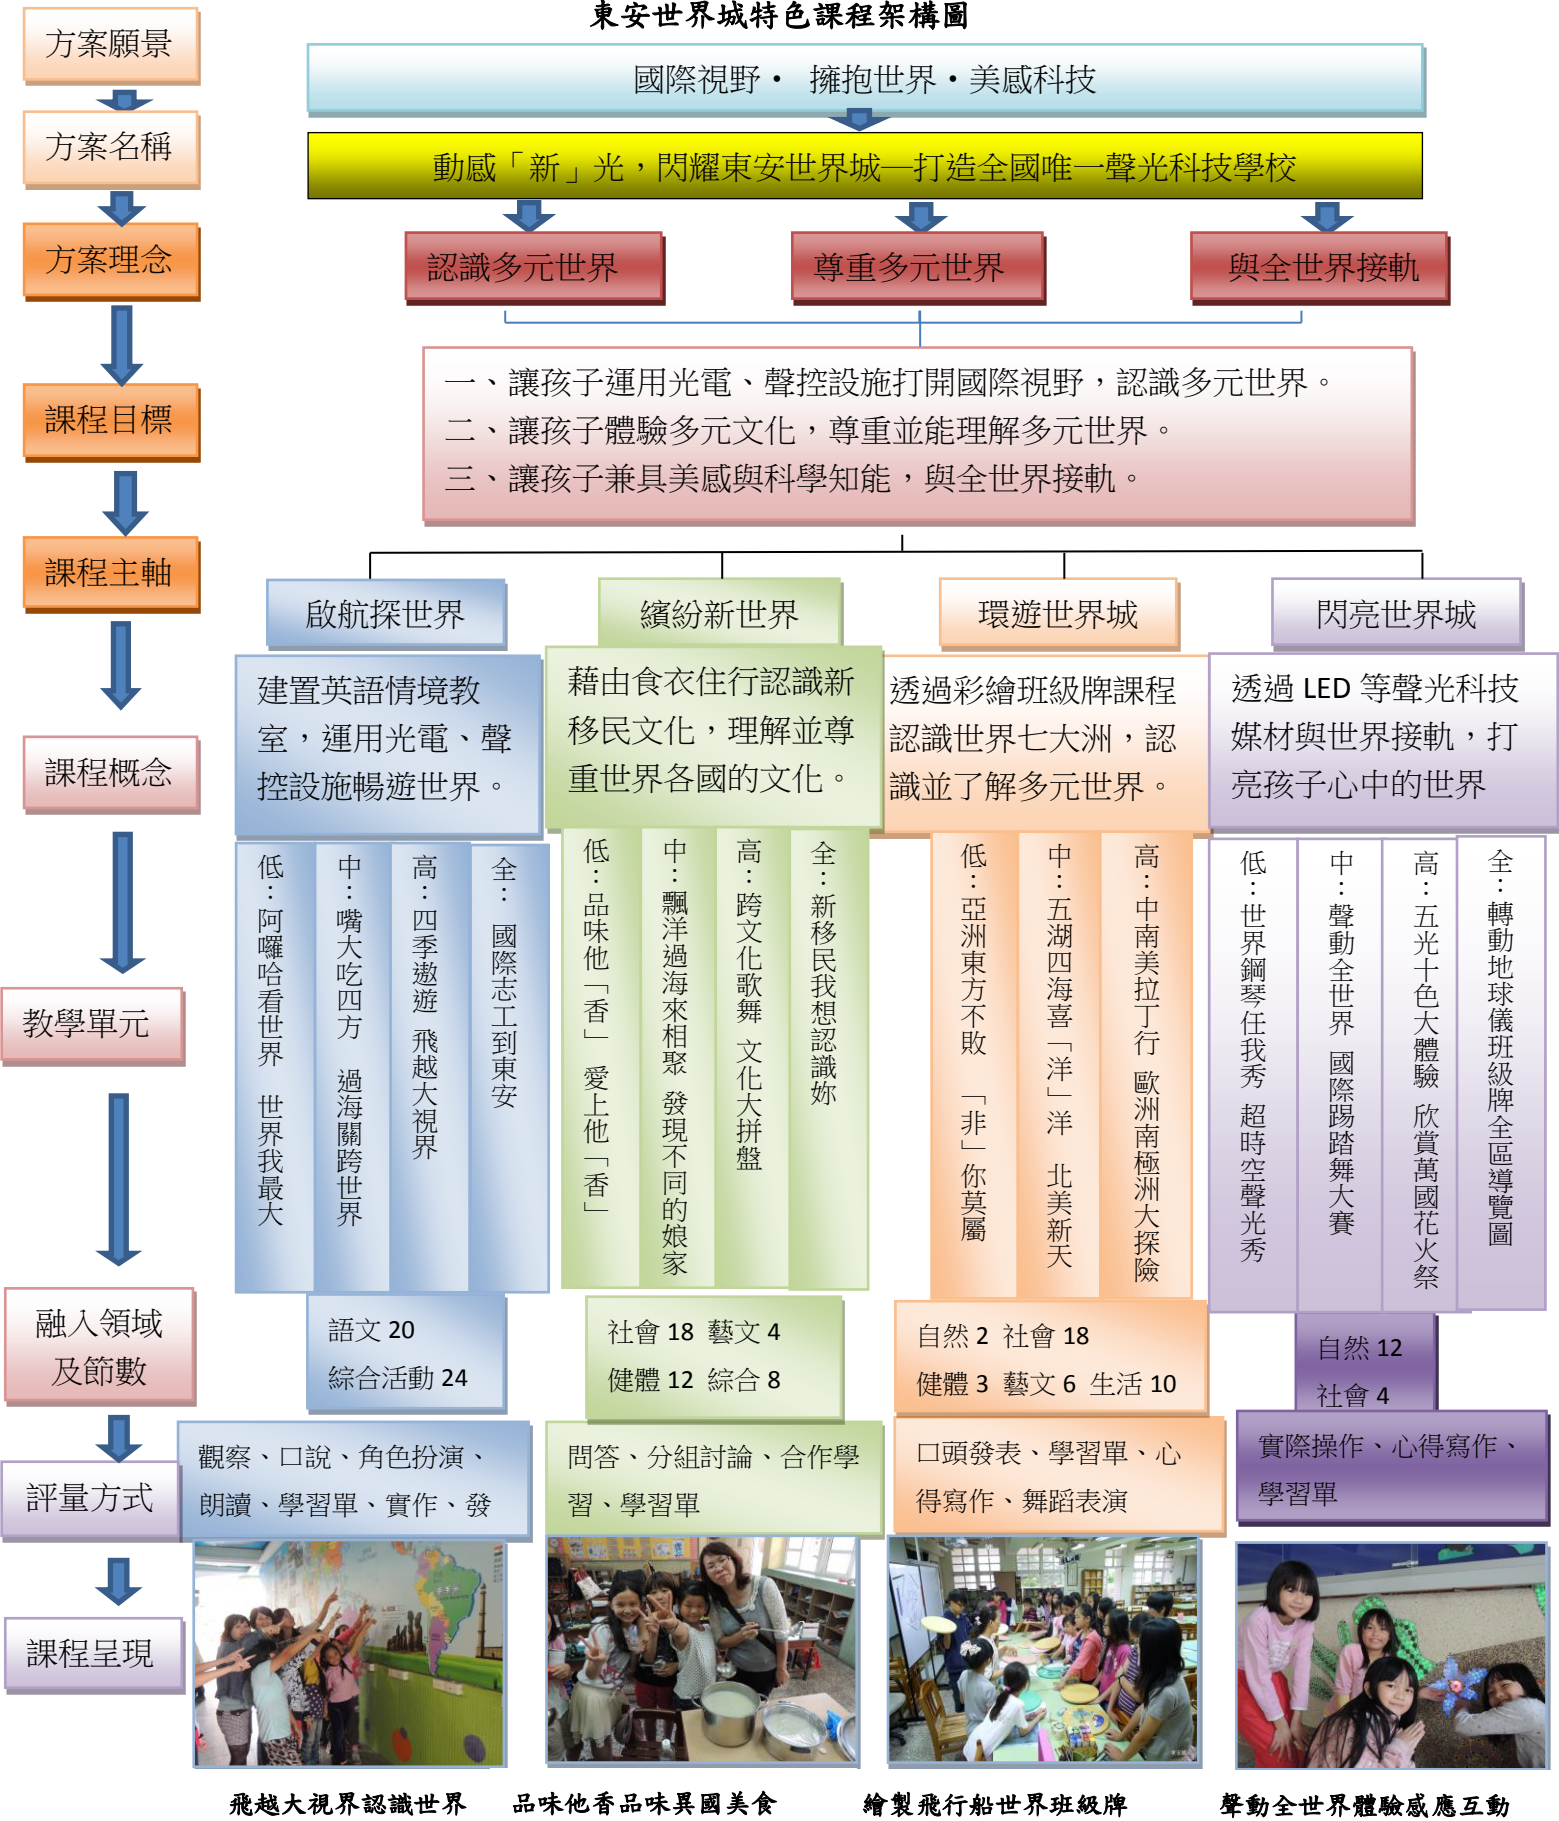 東安世界城特色課程架構圖
方案願景
國際視野‧ 擁抱世界‧美感科技
方案名稱
動感「新」光，閃耀東安世界城—打造全國唯一聲光科技學校
方案理念
認識多元世界
尊重多元世界
與全世界接軌
課程目標
一、讓孩子運用光電、聲控設施打開國際視野，認識多元世界。
二、讓孩子體驗多元文化，尊重並能理解多元世界。
三、讓孩子兼具美感與科學知能，與全世界接軌。
課程主軸
啟航探世界
繽紛新世界
環遊世界城
閃亮世界城
課程概念
建置英語情境教
室，運用光電、聲
控設施暢遊世界。
藉由食衣住行認識新
移民文化，理解並尊
重世界各國的文化。
透過彩繪班級牌課程
認識世界七大洲，認
識並了解多元世界。
透過 LED 等聲光科技
媒材與世界接軌，打
亮孩子心中的世界
教學單元
低：阿囉哈看世界 世界我最大
中：嘴大吃四方 過海關跨世界
高：四季遨遊 飛越大視界
全： 國際志工到東安
低：品味他「香」 愛上他「香」
中：飄洋過海來相聚 發現不同的娘家
高：跨文化歌舞 文化大拼盤
全：新移民我想認識妳
低：亞洲東方不敗 「非」你莫屬
中：五湖四海喜「洋」洋 北美新天
高：中南美拉丁行 歐洲南極洲大探險
低：世界鋼琴任我秀 超時空聲光秀
中：聲動全世界 國際踢踏舞大賽
高：五光十色大體驗 欣賞萬國花火祭
全：轉動地球儀班級牌全區導覽圖
融入領域
及節數
語文 20
綜合活動 24
社會 18 藝文 4
健體 12 綜合 8
自然 2 社會 18
健體 3 藝文 6 生活 10
自然 12
社會 4
評量方式
觀察、口說、角色扮演、
朗讀、學習單、實作、發
問答、分組討論、合作學
習、學習單
口頭發表、學習單、心
得寫作、舞蹈表演
實際操作、心得寫作、
學習單
課程呈現
飛越大視界認識世界
品味他香品味異國美食
繪製飛行船世界班級牌
聲動全世界體驗感應互動